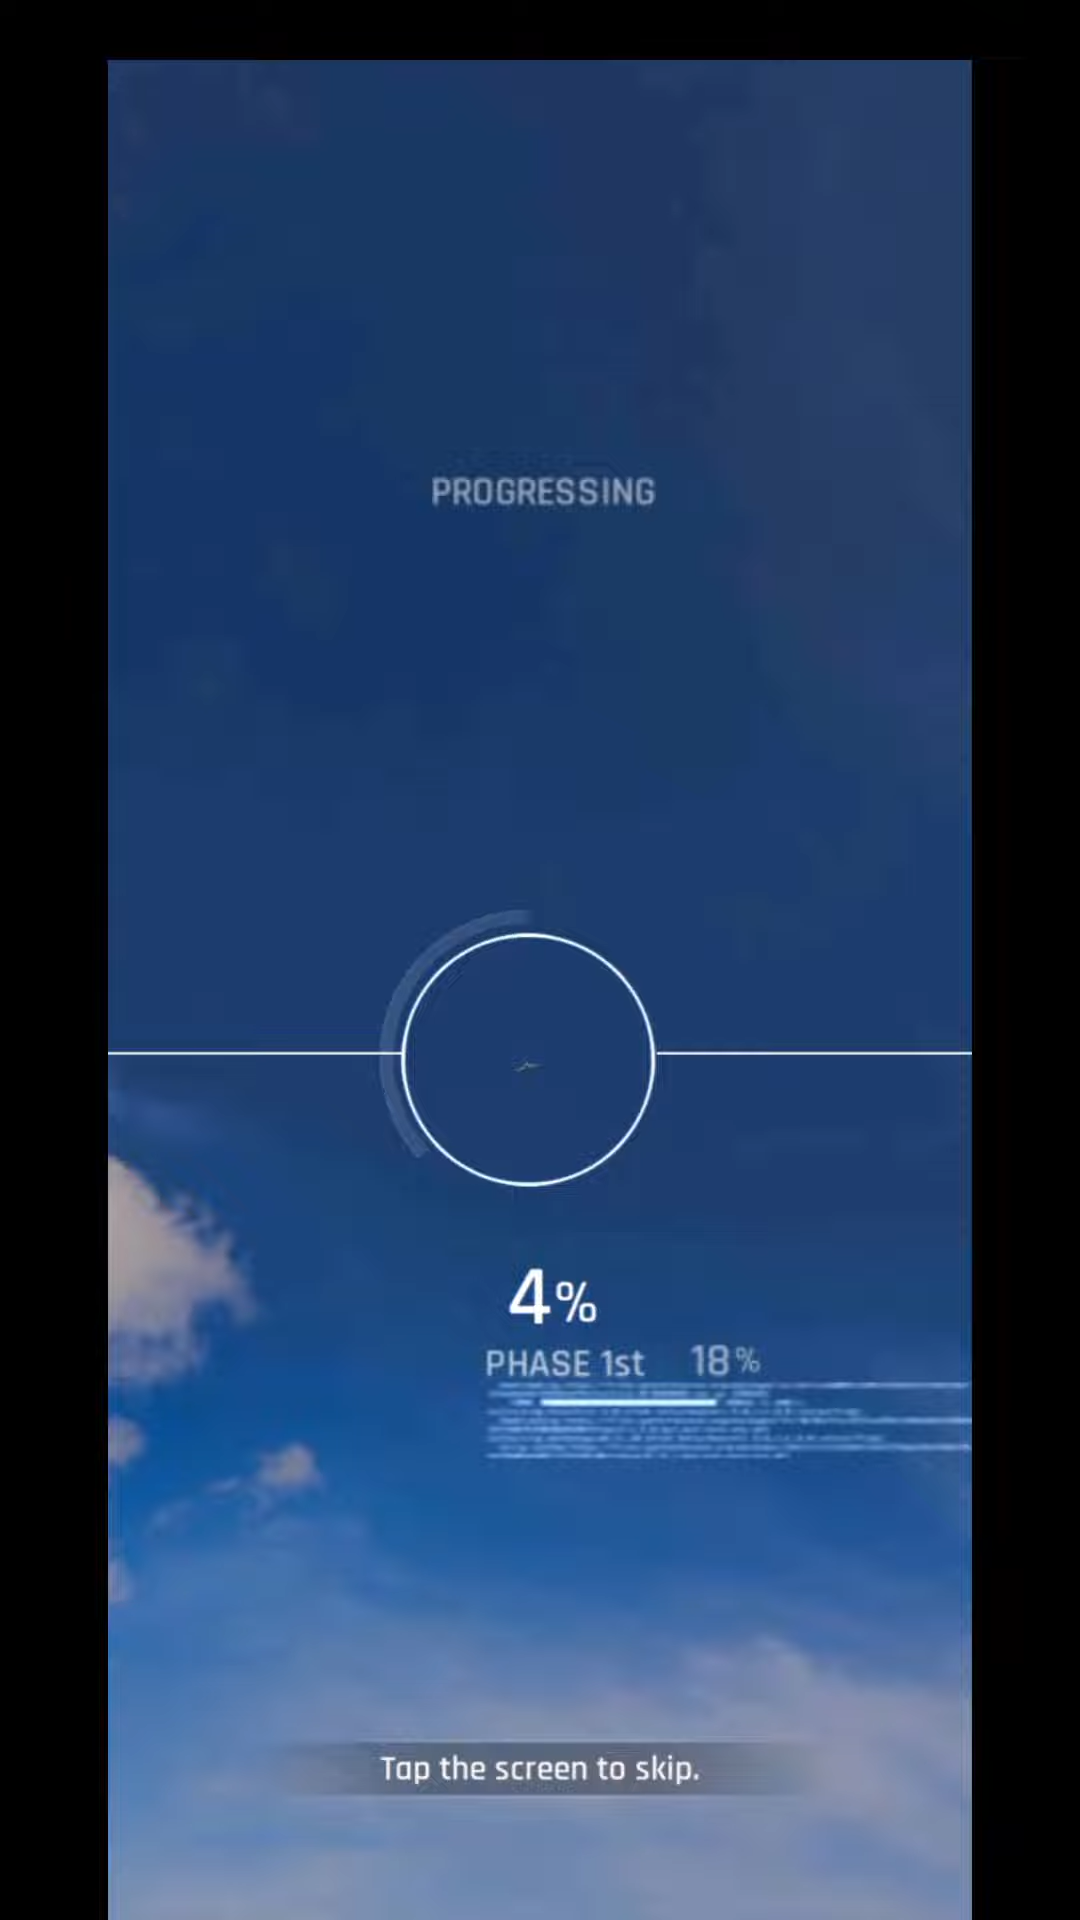 PROGRESSING
4%
PHASE 1st 18%
Tap the screen to skip.